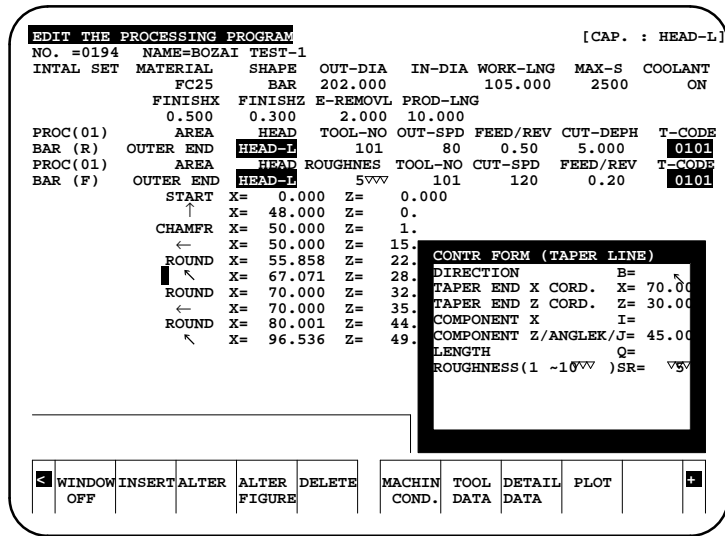 EDIT THE PROCESSING PROGRAM [CAP. : HEAD-L]
NO. =0194 NAME=BOZAI TEST-1
INTAL SET MATERIAL SHAPE OUT-DIA IN-DIA WORK-LNG MAX-S COOLANT
FC25 BAR 202.000 105.000 2500 ON
FINISHX FINISHZ E-REMOVL PROD-LNG
0.500 0.300 2.000 10.000
PROC(01) AREA HEAD TOOL-NO OUT-SPD FEED/REV CUT-DEPH T-CODE
BAR (R) OUTER END HEAD-L 101 80 0.50 5.000 0101
PROC(01) AREA HEAD ROUGHNES TOOL-NO CUT-SPD FEED/REV T-CODE
BAR (F) OUTER END HEAD-L 5▽▽▽ 101 120 0.20 0101
START X= 0.000 Z= 0.000
↑ X= 48.000 Z= 0.
CHAMFR X= 50.000 Z= 1.
← X= 50.000 Z= 15.
ROUND X= 55.858 Z= 22.
↖ X= 67.071 Z= 28.
ROUND X= 70.000 Z= 32.
← X= 70.000 Z= 35.
ROUND X= 80.001 Z= 44.
↖ X= 96.536 Z= 49.
CONTR FORM (TAPER LINE)
DIRECTION B= ↖
TAPER END X CORD. X= 70.00
TAPER END Z CORD. Z= 30.00
COMPONENT X I=
COMPONENT Z/ANGLEK/J= 45.00
LENGTH Q=
ROUGHNESS(1 ~10▽▽▽ )SR= 5▽▽
< WINDOW OFF INSERT ALTER ALTER FIGURE DELETE MACHIN COND. TOOL DATA DETAIL DATA PLOT +